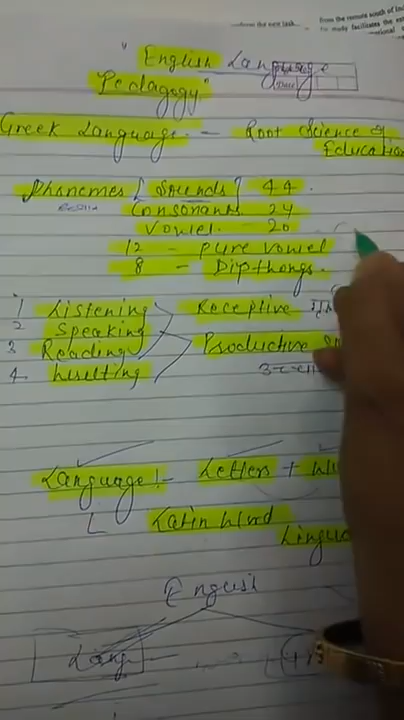 "English Language
Pedagogy"
Greek Language — Root Science of
Education
Phonemes [Sounds] 44.
Consonants 24
Vowel - 20
12 - pure vowel
8 - Dipthongs.
1 Listening Receptive
2 Speaking
3 Reading Productive
4. Writing
Language!- Letters +
L Latin Word
English
Lang